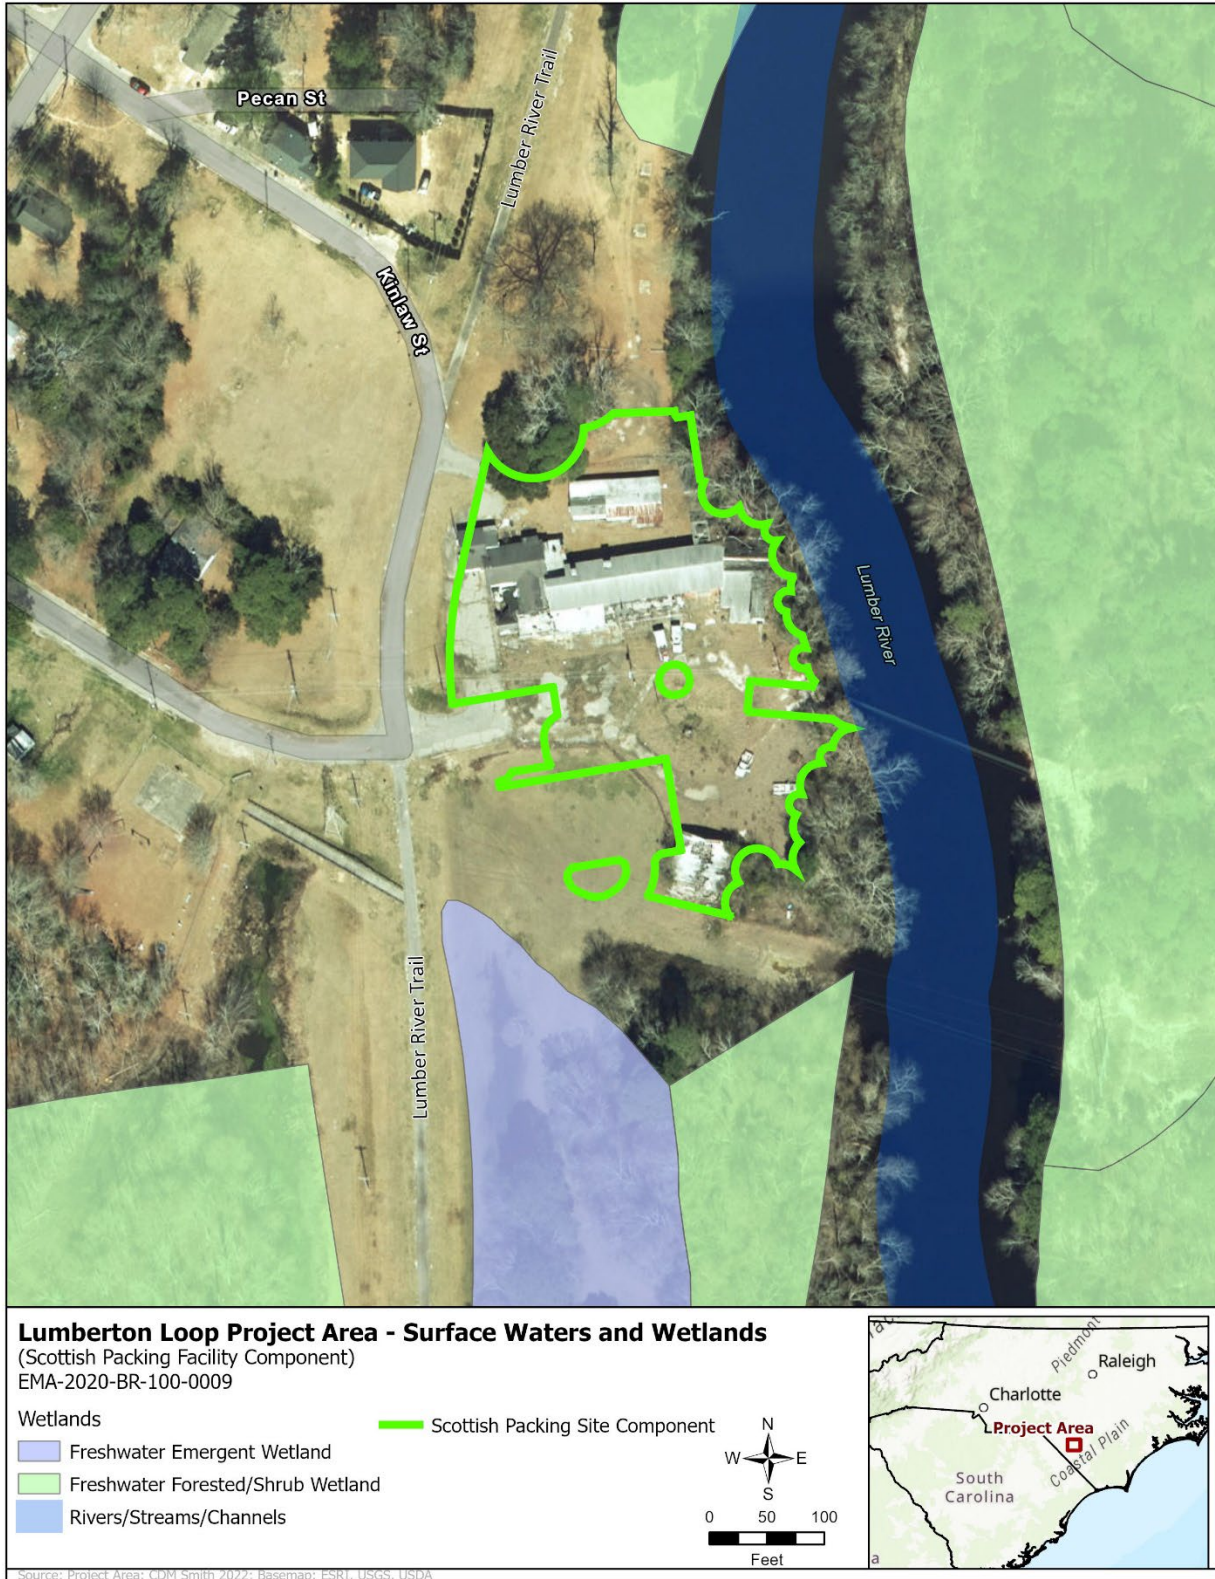 Pecan St
Lumber River Trail
Kinlaw St
Lumber River
Lumber River Trail
Lumberton Loop Project Area - Surface Waters and Wetlands
(Scottish Packing Facility Component)
EMA-2020-BR-100-0009
Wetlands
Freshwater Emergent Wetland
Freshwater Forested/Shrub Wetland
Rivers/Streams/Channels
Scottish Packing Site Component
N
W E
S
0 50 100
Feet
Piedmont
Raleigh
Charlotte
Project Area
Coastal Plain
South
Carolina
a
Source: Project Area: CDM Smith 2022; Basemap: ESRI, USGS, USDA